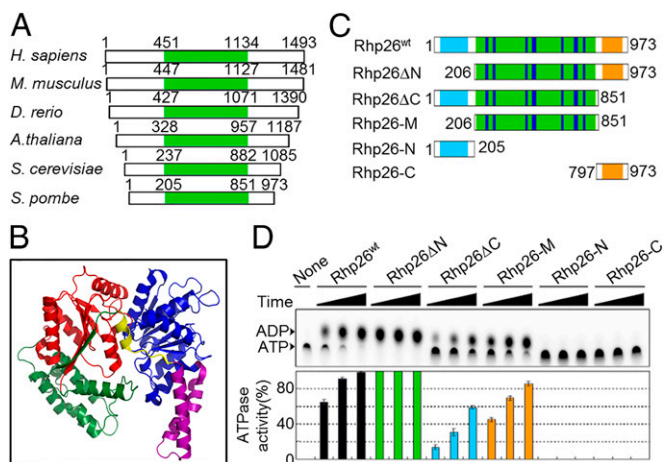 A
1 451 1134 1493
H. sapiens
1 447 1127 1481
M. musculus
1 427 1071 1390
D. rerio
1 328 957 1187
A.thaliana
1 237 882 1085
S. cerevisiae
1 205 851 973
S. pombe
B
C
Rhp26wt 1 973
Rhp26ΔN 206 973
Rhp26ΔC 1 851
Rhp26-M 206 851
Rhp26-N 1 205
Rhp26-C 797 973
D
None Rhp26wt Rhp26ΔN Rhp26ΔC Rhp26-M Rhp26-N Rhp26-C
Time
ADP
ATP
ATPase activity(%)
80
40
0